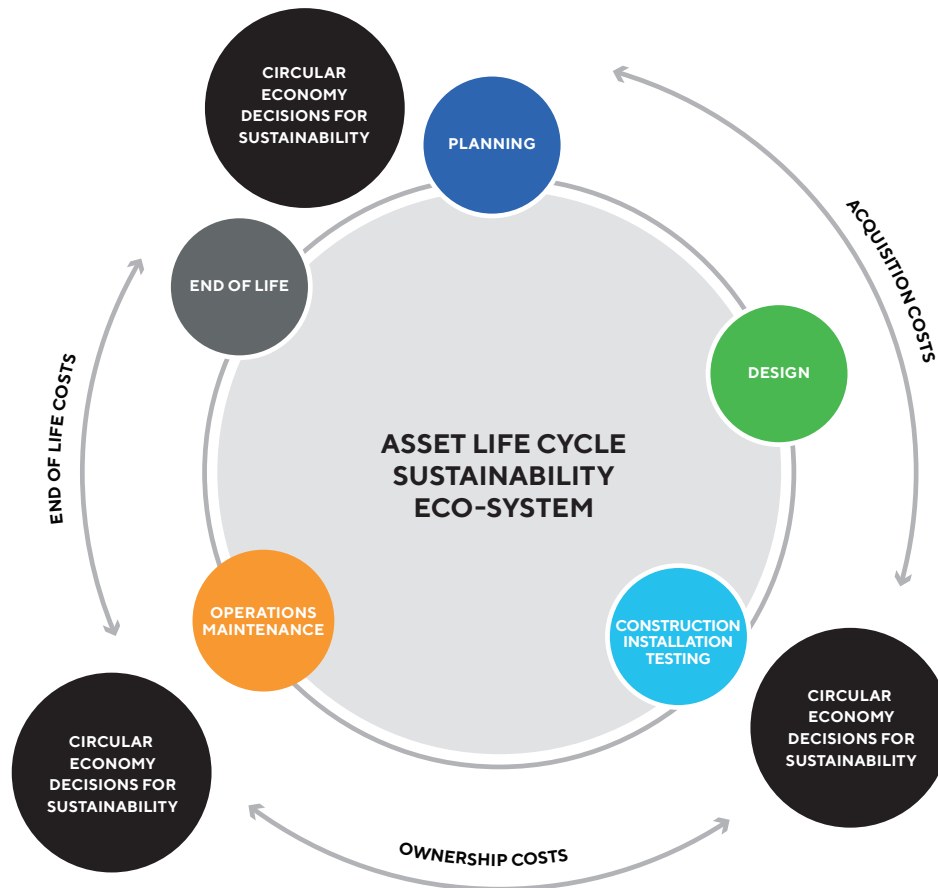 CIRCULAR
ECONOMY
DECISIONS FOR
SUSTAINABILITY
PLANNING
ACQUISITION COSTS
END OF LIFE
DESIGN
END OF LIFE COSTS
ASSET LIFE CYCLE
SUSTAINABILITY
ECO-SYSTEM
OPERATIONS
MAINTENANCE
CONSTRUCTION
INSTALLATION
TESTING
CIRCULAR
ECONOMY
DECISIONS FOR
SUSTAINABILITY
CIRCULAR
ECONOMY
DECISIONS FOR
SUSTAINABILITY
OWNERSHIP COSTS